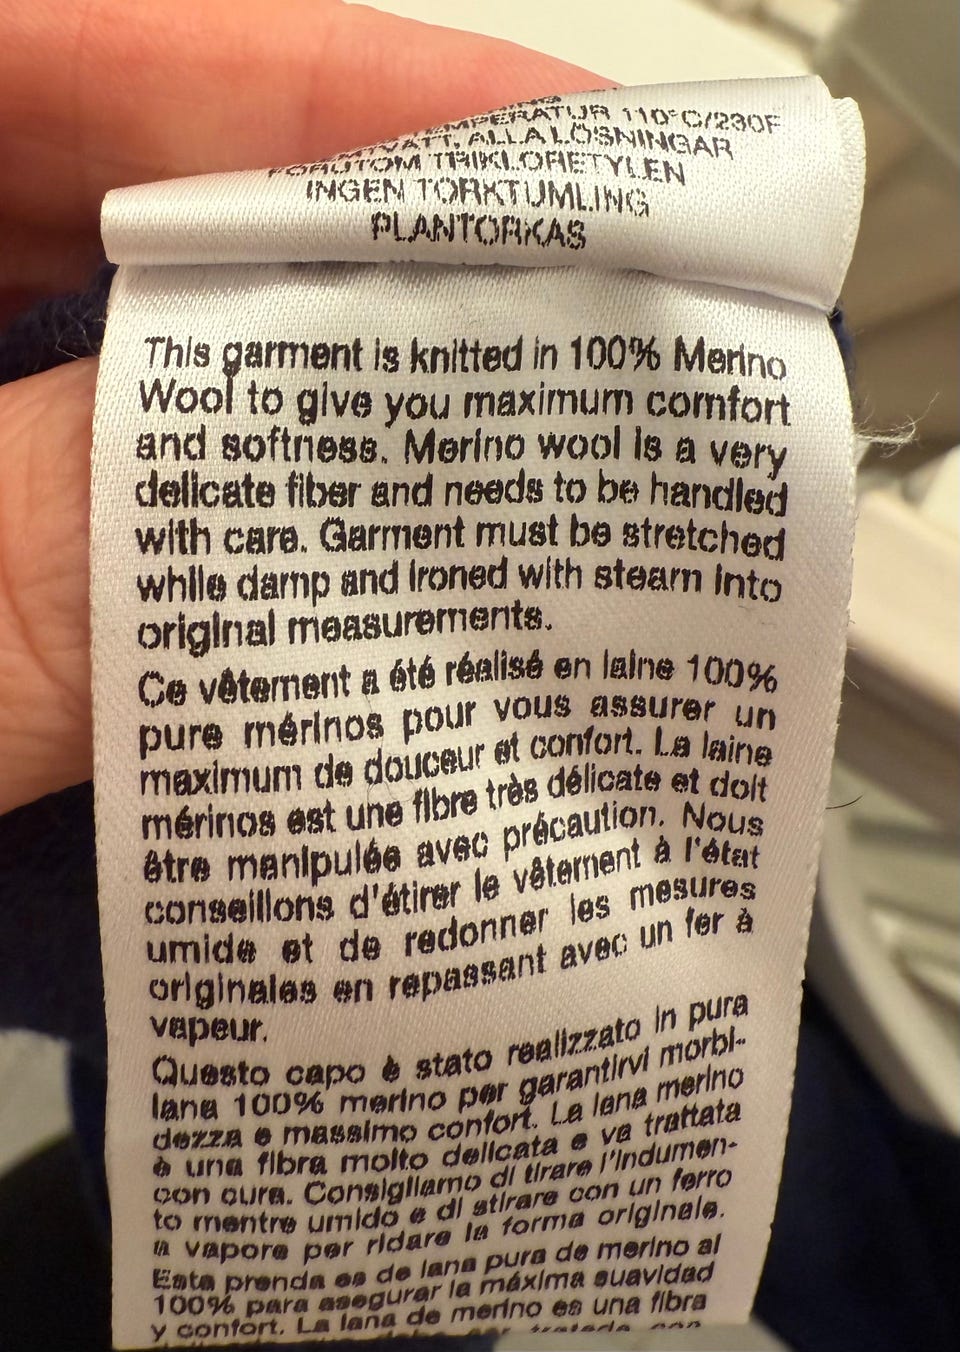 TEMPERATUR 110°C/230F
ALLA LÖSNINGAR
FÖRUTOM TRIKLORETYLEN
INGEN TORKTUMLING
PLANTORKAS
This garment is knitted in 100% Merino
Wool to give you maximum comfort
and softness. Merino wool is a very
delicate fiber and needs to be handled
with care. Garment must be stretched
while damp and ironed with steam into
original measurements.
Ce vêtement a été réalisé en laine 100%
pure mérinos pour vous assurer un
maximum de douceur et confort. La laine
mérinos est une fibre très délicate et doit
être manipulée avec précaution. Nous
conseillons d'étirer le vêtement à l'état
umide et de redonner les mesures
originales en repassant avec un fer à
vapeur.
Questo capo è stato realizzato in pura
lana 100% merino per garantirvi morbi-
dezza e massimo confort. La lana merino
è una fibra molto delicata e va trattata
con cura. Consigliamo di tirare l'indumen-
to mentre umido e di stirare con un ferro
a vapore per ridare la forma originale.
Esta prenda es de lana pura de merino al
100% para asegurar la máxima suavidad
y confort. La lana de merino es una fibra